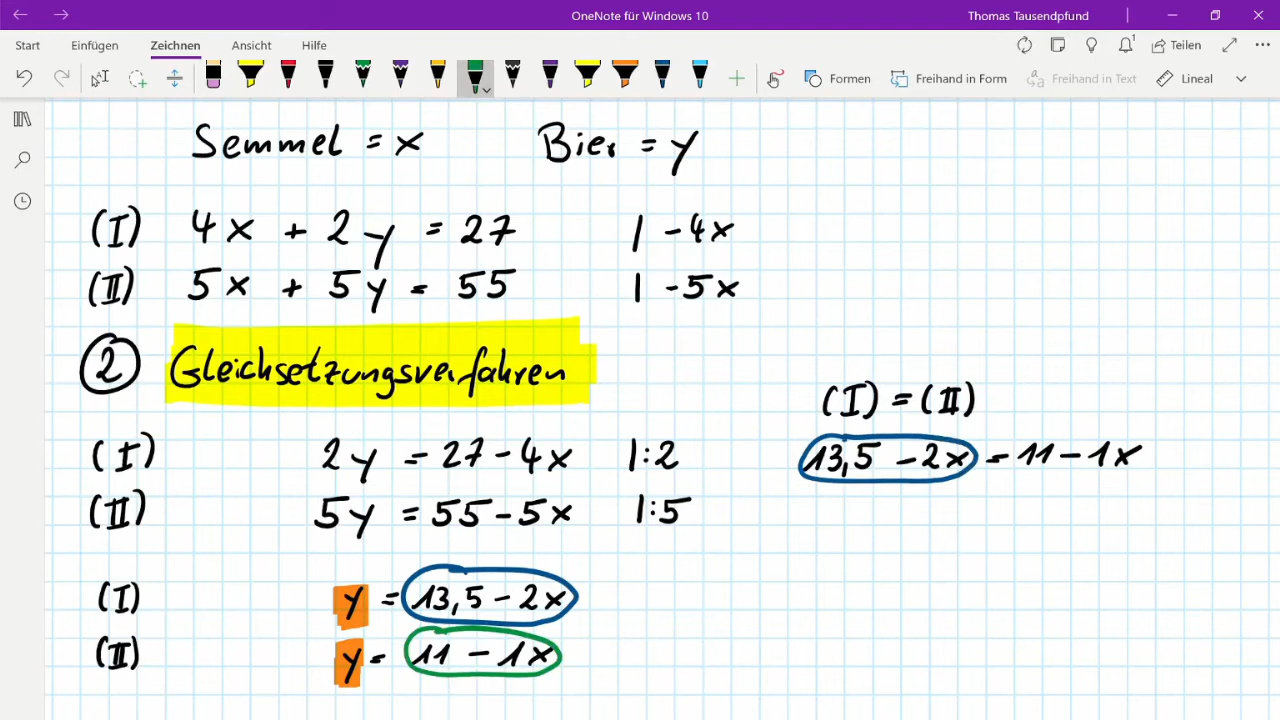 OneNote für Windows 10 Thomas Tausendpfund
Start Einfügen Zeichnen Ansicht Hilfe Teilen
Formen Freihand in Form Freihand in Text Lineal
Semmel = x Bier = y
(I) 4x + 2y = 27 | -4x
(II) 5x + 5y = 55 | -5x
2 Gleichsetzungsverfahren
(I) = (II)
(I) 2y = 27 - 4x |:2
13,5 - 2x = 11 - 1x
(II) 5y = 55 - 5x |:5
(I) y = 13,5 - 2x
(II) y = 11 - 1x